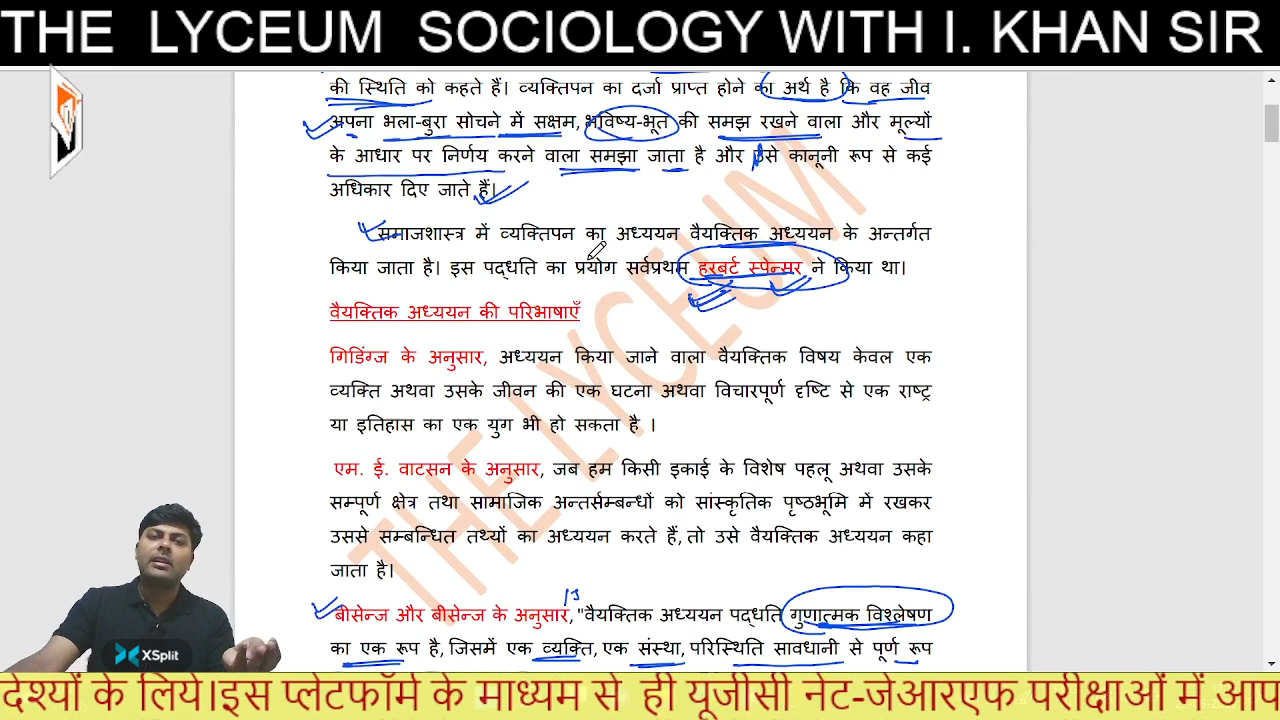 THE LYCEUM SOCIOLOGY WITH I. KHAN SIR
की स्थिति को कहते हैं। व्यक्तिपन का दर्जा प्राप्त होने का अर्थ है कि वह जीव
अपना भला-बुरा सोचने में सक्षम, भविष्य-भूत की समझ रखने वाला और मूल्यों
के आधार पर निर्णय करने वाला समझा जाता है और उसे कानूनी रूप से कई
अधिकार दिए जाते हैं।
समाजशास्त्र में व्यक्तिपन का अध्ययन वैयक्तिक अध्ययन के अन्तर्गत
किया जाता है। इस पद्धति का प्रयोग सर्वप्रथम हरबर्ट स्पेन्सर ने किया था।
वैयक्तिक अध्ययन की परिभाषाएँ
गिडिंग्ज के अनुसार, अध्ययन किया जाने वाला वैयक्तिक विषय केवल एक
व्यक्ति अथवा उसके जीवन की एक घटना अथवा विचारपूर्ण दृष्टि से एक राष्ट्र
या इतिहास का एक युग भी हो सकता है ।
एम. ई. वाटसन के अनुसार, जब हम किसी इकाई के विशेष पहलू अथवा उसके
सम्पूर्ण क्षेत्र तथा सामाजिक अन्तर्सम्बन्धों को सांस्कृतिक पृष्ठभूमि में रखकर
उससे सम्बन्धित तथ्यों का अध्ययन करते हैं, तो उसे वैयक्तिक अध्ययन कहा
जाता है।
बीसेन्ज और बीसेन्ज के अनुसार, "वैयक्तिक अध्ययन पद्धति गुणात्मक विश्लेषण
का एक रूप है, जिसमें एक व्यक्ति, एक संस्था, परिस्थिति सावधानी से पूर्ण रूप
THE LYCEUM
XSplit
देश्यों के लिये।इस प्लेटफॉर्म के माध्यम से ही यूजीसी नेट-जेआरएफ परीक्षाओं में आप